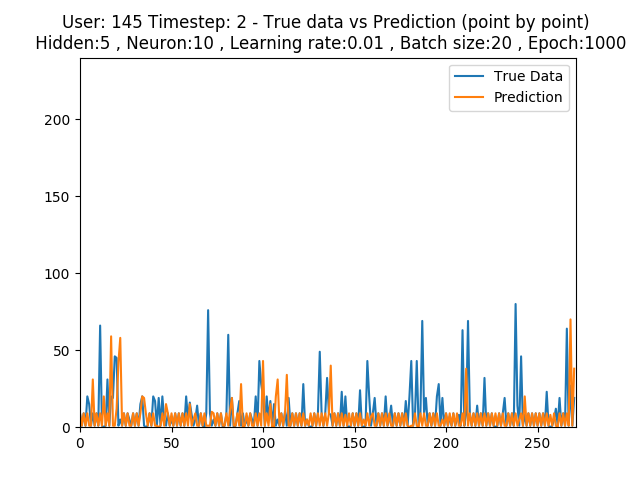 User: 145 Timestep: 2 - True data vs Prediction (point by point)
Hidden:5 , Neuron:10 , Learning rate:0.01 , Batch size:20 , Epoch:1000
True Data
Prediction
200
150
100
50
0
0 50 100 150 200 250